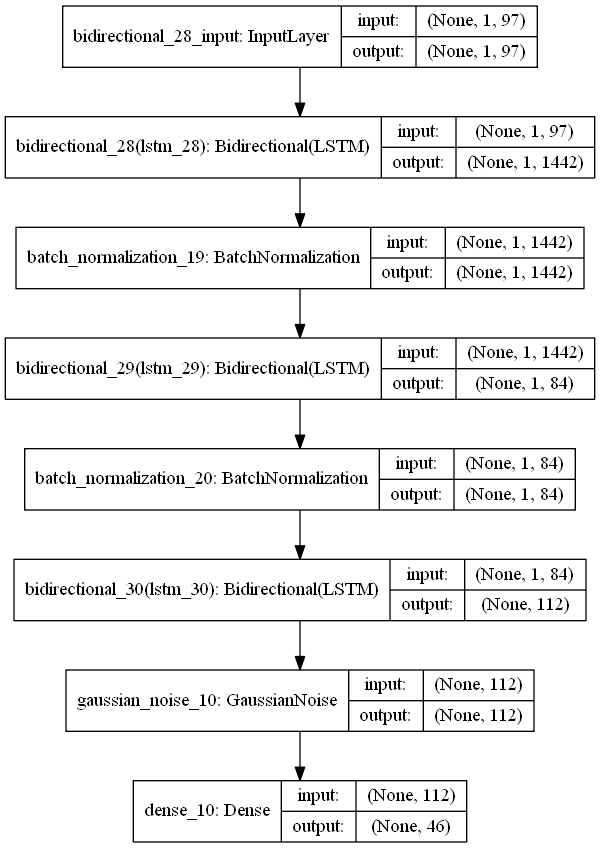 bidirectional_28_input: InputLayer
input: (None, 1, 97)
output: (None, 1, 97)
bidirectional_28(lstm_28): Bidirectional(LSTM)
input: (None, 1, 97)
output: (None, 1, 1442)
batch_normalization_19: BatchNormalization
input: (None, 1, 1442)
output: (None, 1, 1442)
bidirectional_29(lstm_29): Bidirectional(LSTM)
input: (None, 1, 1442)
output: (None, 1, 84)
batch_normalization_20: BatchNormalization
input: (None, 1, 84)
output: (None, 1, 84)
bidirectional_30(lstm_30): Bidirectional(LSTM)
input: (None, 1, 84)
output: (None, 112)
gaussian_noise_10: GaussianNoise
input: (None, 112)
output: (None, 112)
dense_10: Dense
input: (None, 112)
output: (None, 46)